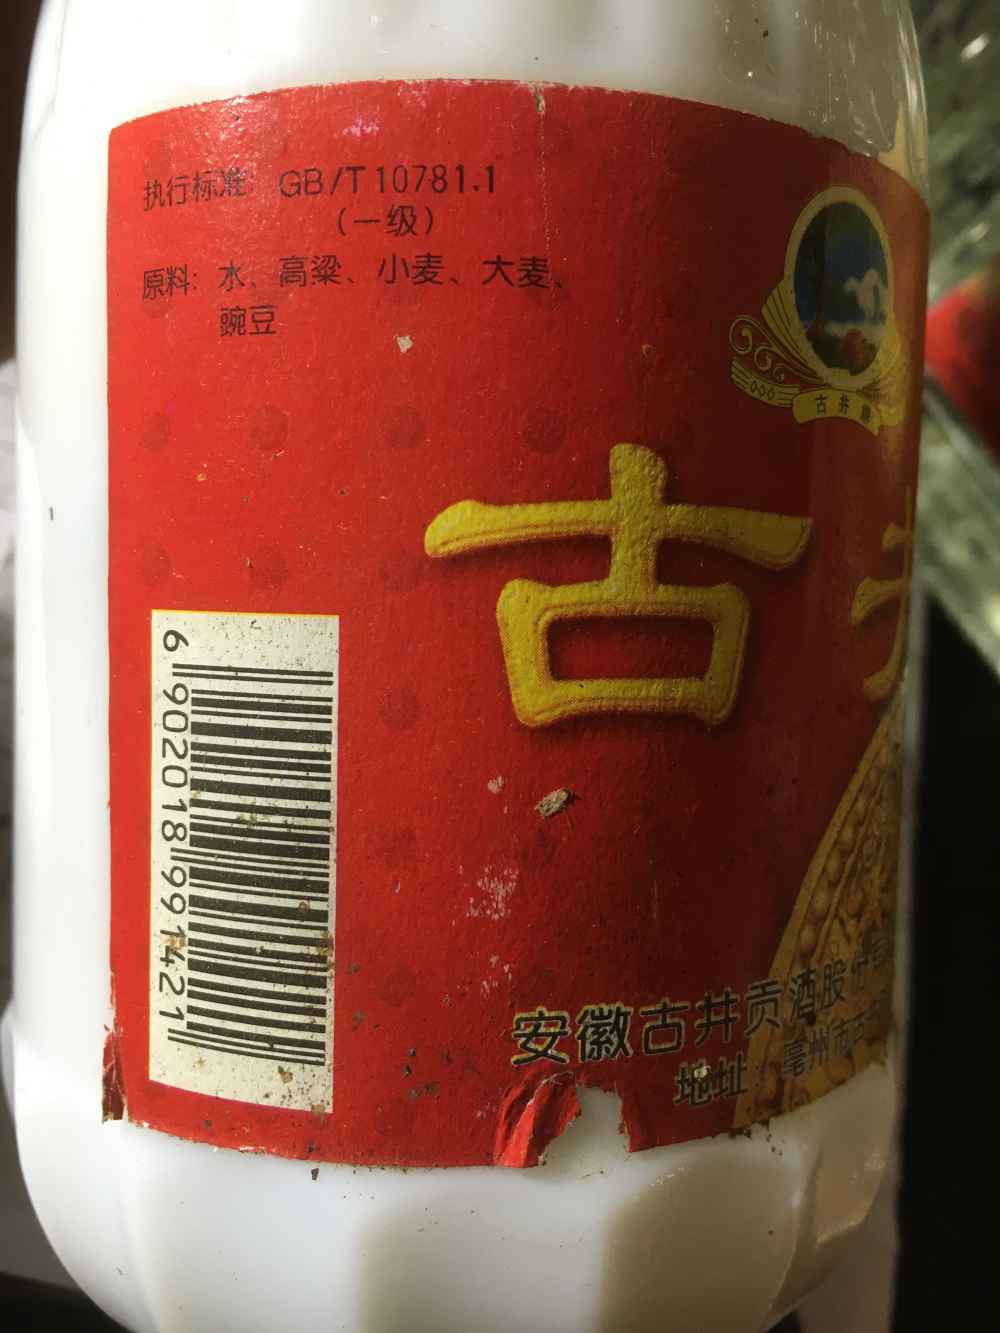 执行标准: GB/T 10781.1
(一级)
原料: 水、高粱、小麦、大麦、
豌豆
古井牌
古
6 902018 991421
安徽古井贡酒股
地址: 亳州市古